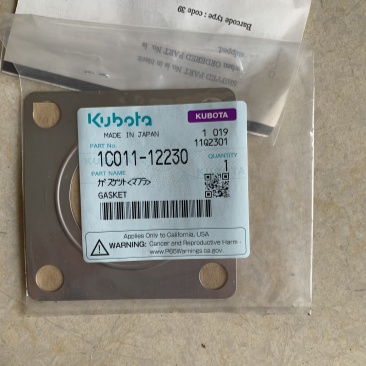 Barcode type : code 39
Kubota
KUBOTA
MADE IN JAPAN
1 019
11Q2301
PART No.
1C011-12230
QUANTITY
1
PART NAME
ガスケット<マフラ>
GASKET
Applies Only to California, USA
WARNING: Cancer and Reproductive Harm -
www.P65Warnings.ca.gov.